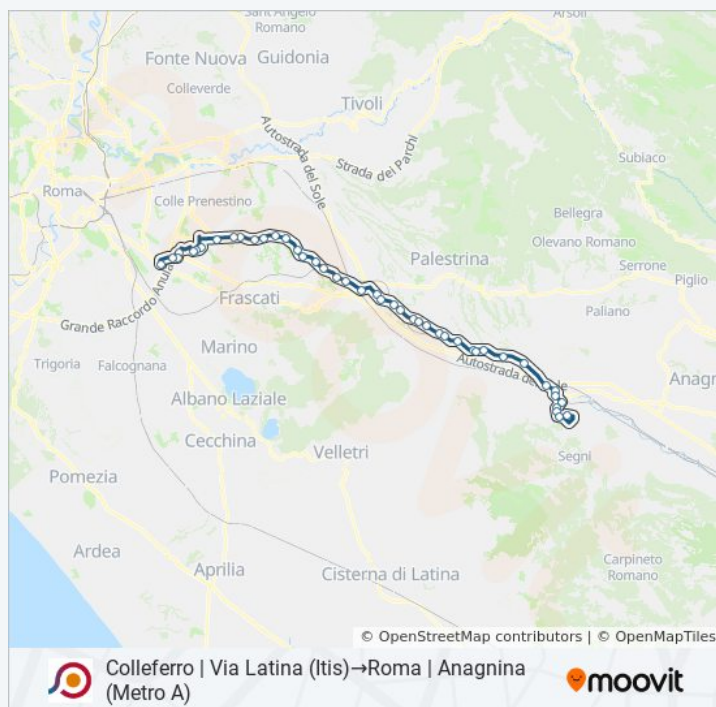 Sant'Angelo
Romano
Arsoli
Fonte Nuova
Guidonia
Colleverde
Tivoli
Autostrada del Sole
Strada dei Parchi
Subiaco
Roma
Colle Prenestino
Bellegra
Olevano Romano
Palestrina
Serrone
Piglio
Grande Raccordo Anula
Frascati
Paliano
Marino
Trigoria
Falcognana
Autostrada del Sole
Anagn
Albano Laziale
Cecchina
Velletri
Segni
Pomezia
Ardea
Aprilia
Cisterna di Latina
Carpineto
Romano
© OpenStreetMap contributors | © OpenMapTiles
Colleferro | Via Latina (Itis)→Roma | Anagnina
(Metro A)
moovit